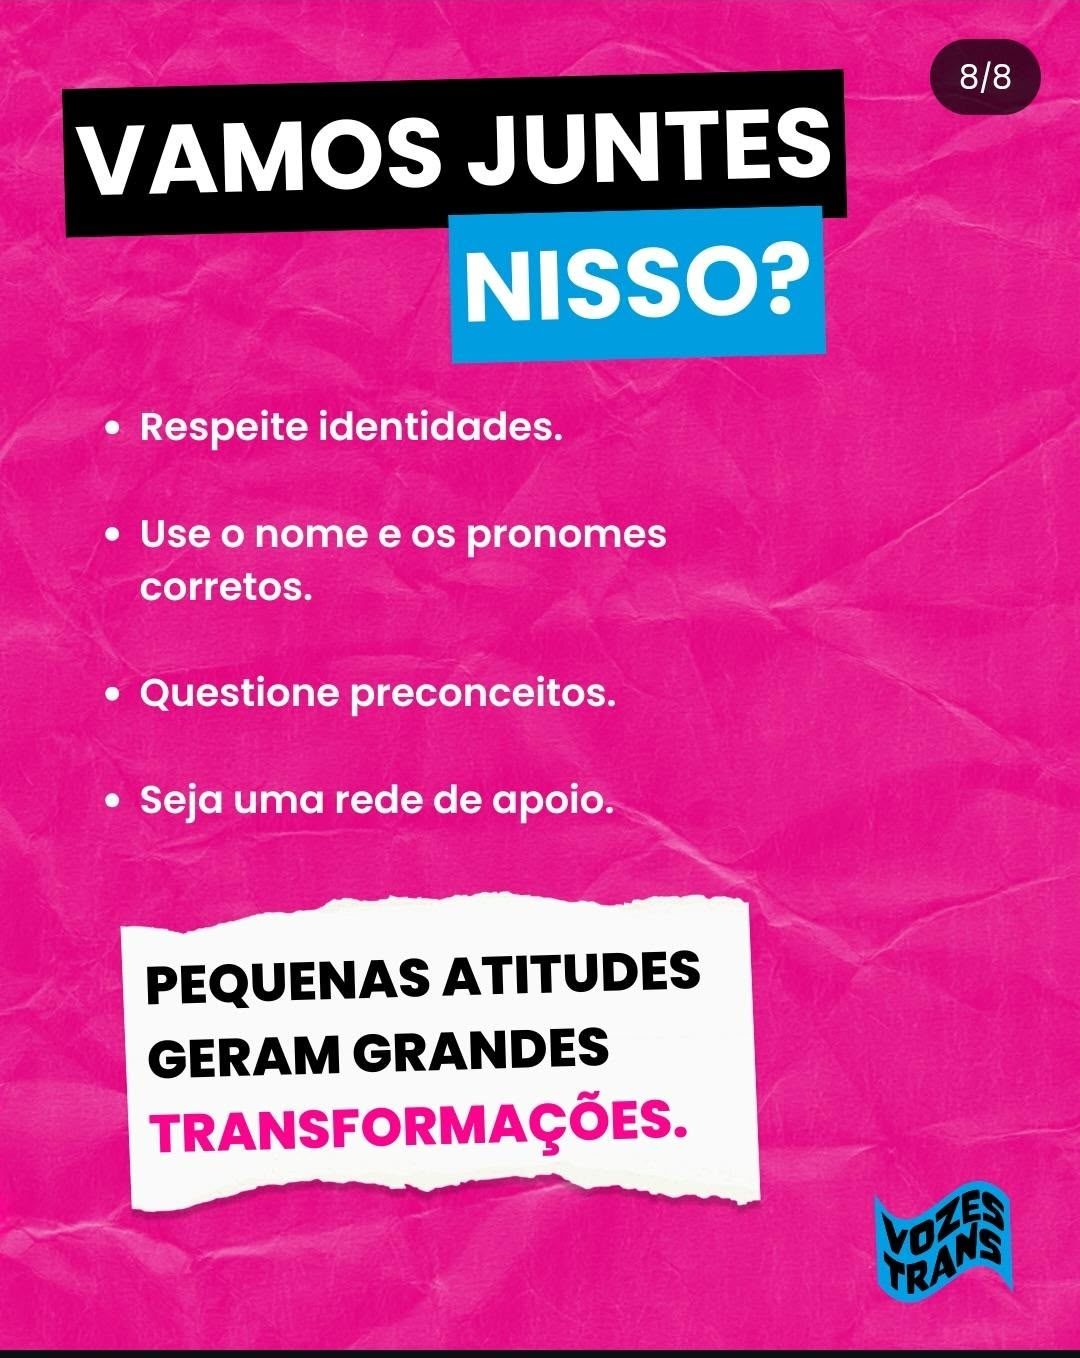 8/8
VAMOS JUNTES
NISSO?
• Respeite identidades.
• Use o nome e os pronomes
corretos.
• Questione preconceitos.
• Seja uma rede de apoio.
PEQUENAS ATITUDES
GERAM GRANDES
TRANSFORMAÇÕES.
VOZES
TRANS